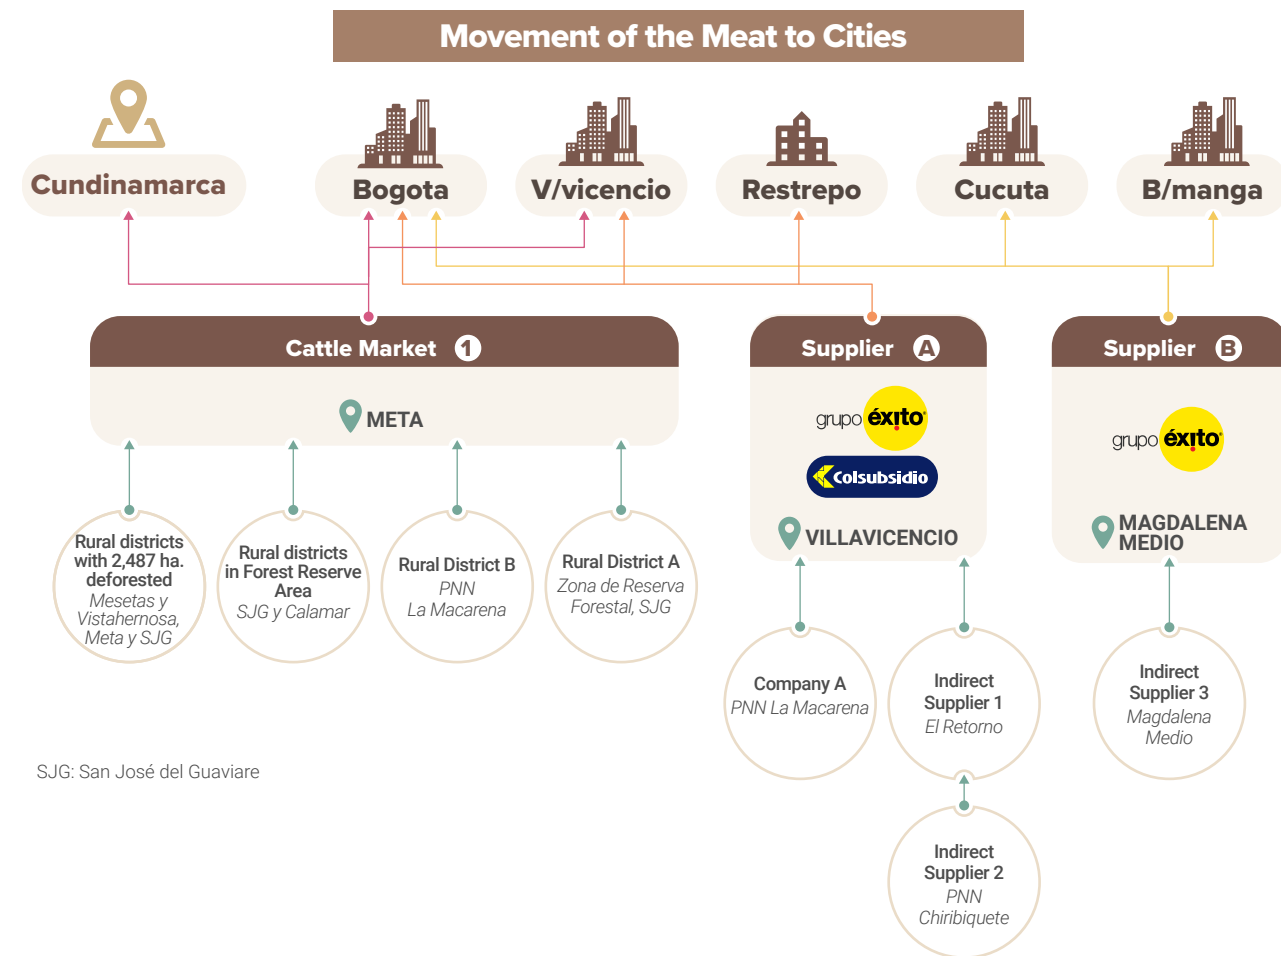 Movement of the Meat to Cities
Cundinamarca
Bogota
V/vicencio
Restrepo
Cucuta
B/manga
Cattle Market 1
META
Supplier A
grupo éxito
Colsubsidio
VILLAVICENCIO
Supplier B
grupo éxito
MAGDALENA
MEDIO
Rural districts
with 2,487 ha.
deforested
Mesetas y
Vistahernosa,
Meta y SJG
Rural districts
in Forest Reserve
Area
SJG y Calamar
Rural District B
PNN
La Macarena
Rural District A
Zona de Reserva
Forestal, SJG
Company A
PNN La Macarena
Indirect
Supplier 1
El Retorno
Indirect
Supplier 3
Magdalena
Medio
SJG: San José del Guaviare
Indirect
Supplier 2
PNN
Chiribiquete